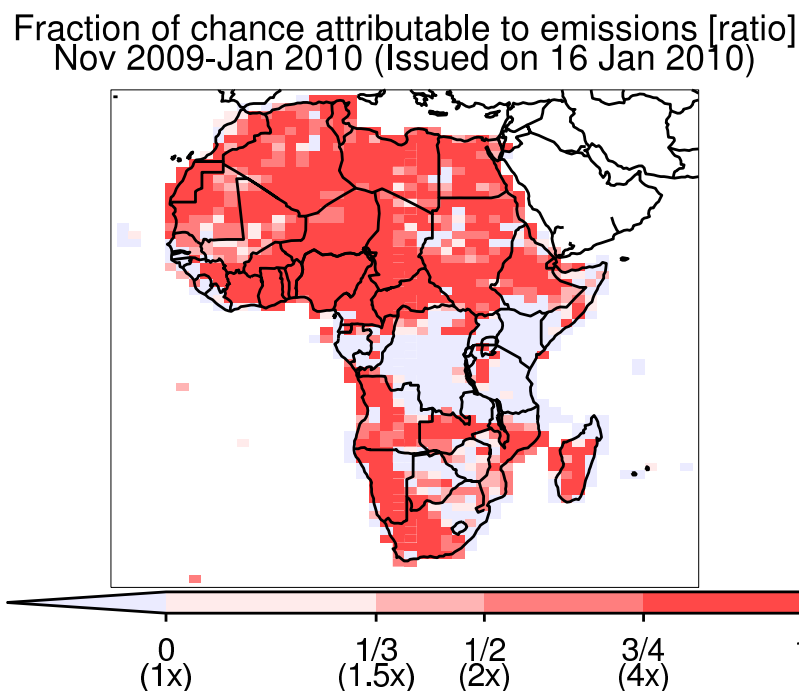 Fraction of chance attributable to emissions [ratio]
Nov 2009-Jan 2010 (Issued on 16 Jan 2010)
0 1/3 1/2 3/4
(1x) (1.5x) (2x) (4x)